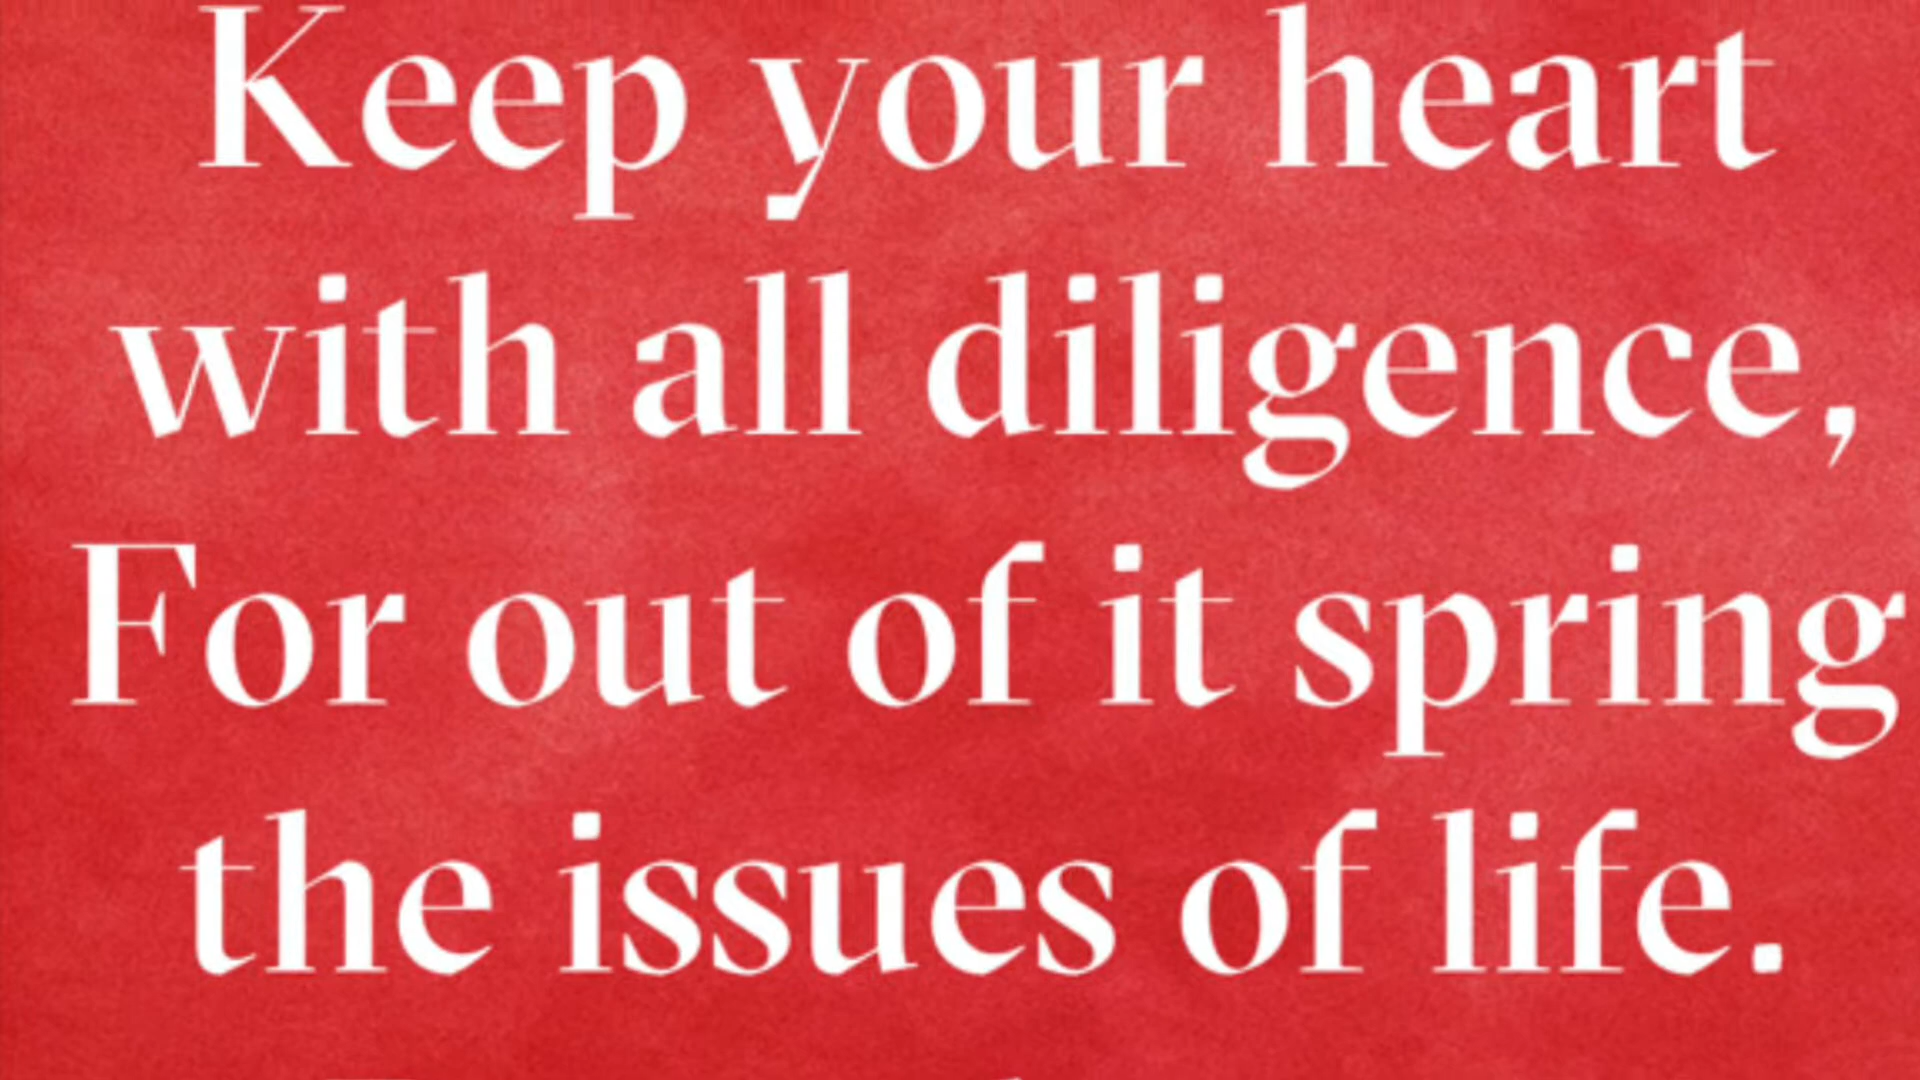 Keep your heart
with all diligence,
For out of it spring
the issues of life.